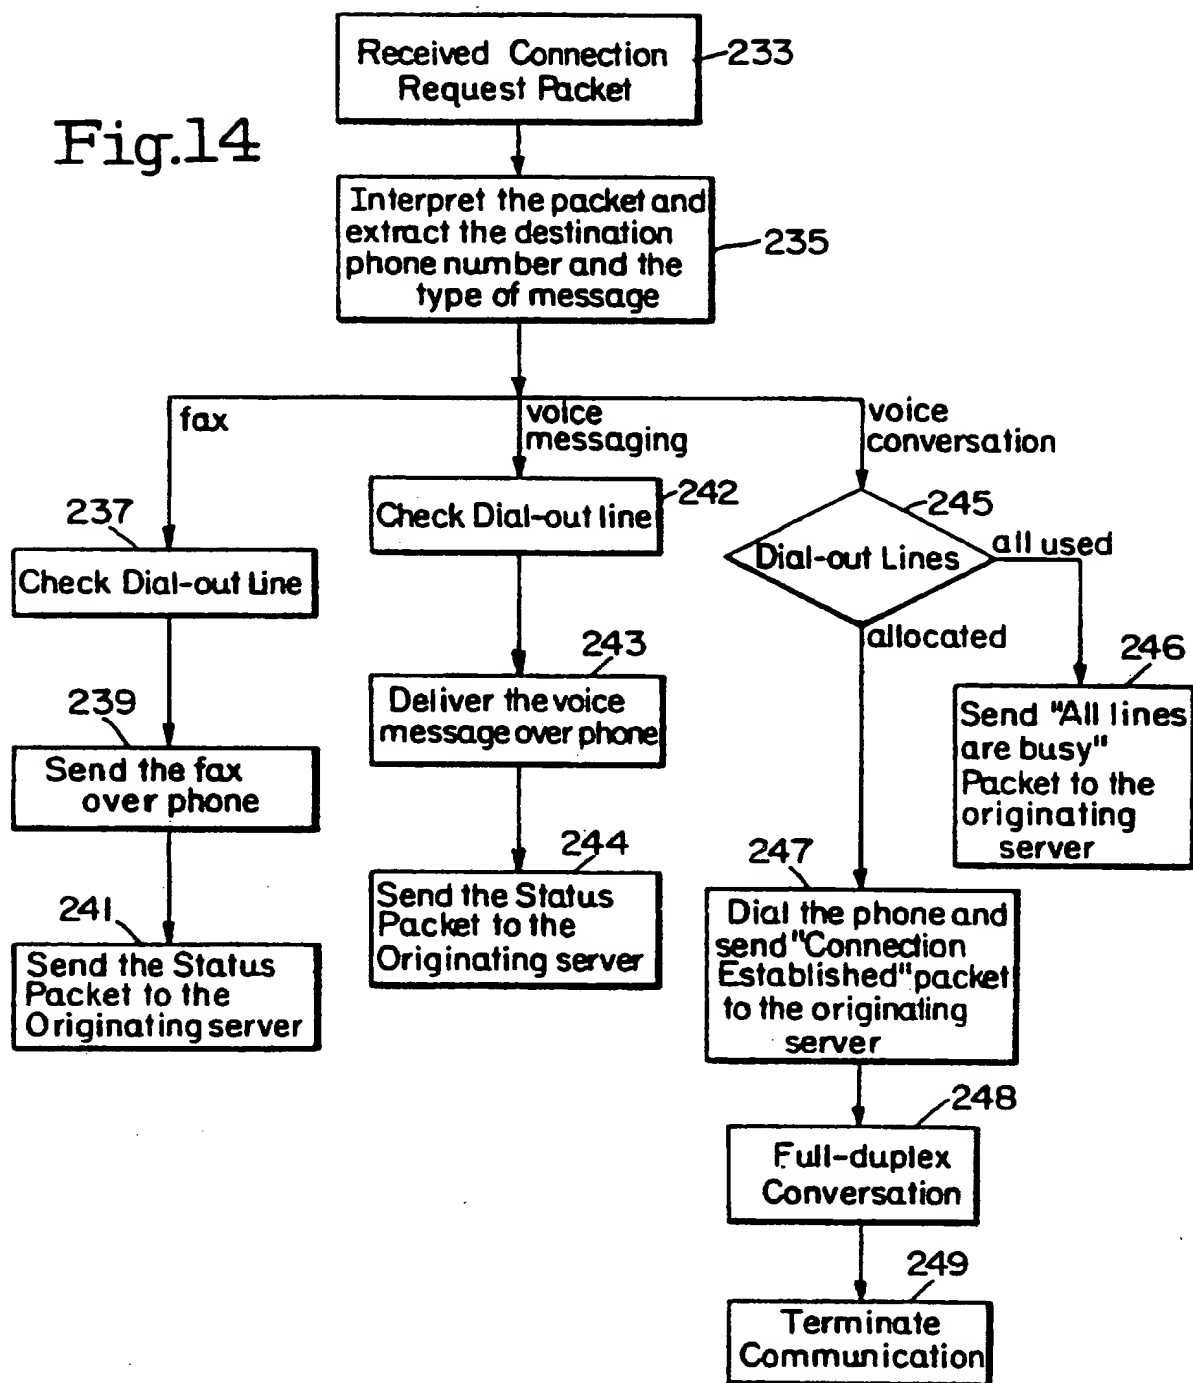 Fig.14
Received Connection
Request Packet
233
Interpret the packet and
extract the destination
phone number and the
type of message
235
fax
voice
messaging
voice
conversation
237
Check Dial-out Line
239
Send the fax
over phone
241
Send the Status
Packet to the
Originating server
242
Check Dial-out line
243
Deliver the voice
message over phone
244
Send the Status
Packet to the
Originating server
245
Dial-out Lines
all used
allocated
246
Send "All lines
are busy"
Packet to the
originating
server
247
Dial the phone and
send "Connection
Established" packet
to the originating
server
248
Full-duplex
Conversation
249
Terminate
Communication